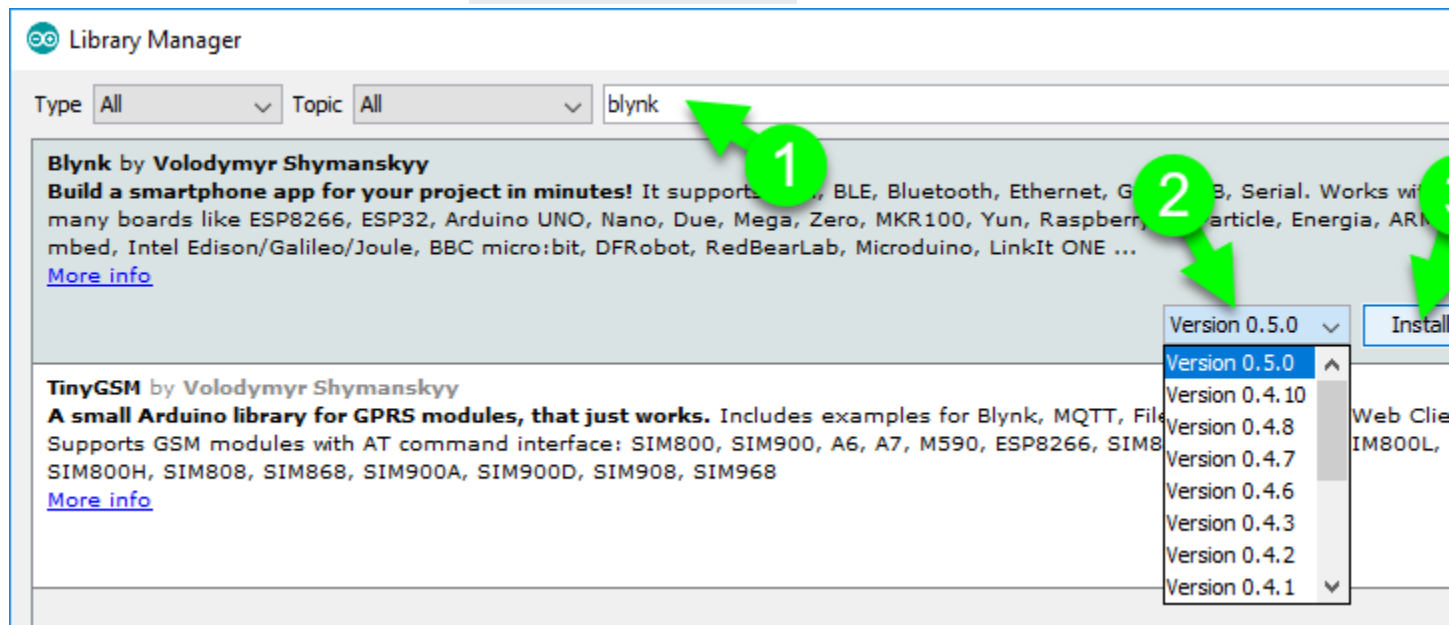 Library Manager
Type All Topic All blynk
1
Blynk by Volodymyr Shymanskyy
Build a smartphone app for your project in minutes! It supports BLE, Bluetooth, Ethernet, Serial. Works
2
3
many boards like ESP8266, ESP32, Arduino UNO, Nano, Due, Mega, Zero, MKR100, Yun, Energia,
mbed, Intel Edison/Galileo/Joule, BBC micro:bit, DFRobot, RedBearLab, Microduino, LinkIt ONE ...
More info
Version 0.5.0 Install
Version 0.5.0
Version 0.4.10
Version 0.4.8
Version 0.4.7
Version 0.4.6
Version 0.4.3
Version 0.4.2
Version 0.4.1
TinyGSM by Volodymyr Shymanskyy
A small Arduino library for GPRS modules, that just works. Includes examples for Blynk, MQTT, Web
Supports GSM modules with AT command interface: SIM800, SIM900, A6, A7, M590, ESP8266, IM800L,
SIM800H, SIM808, SIM868, SIM900A, SIM900D, SIM908, SIM968
More info